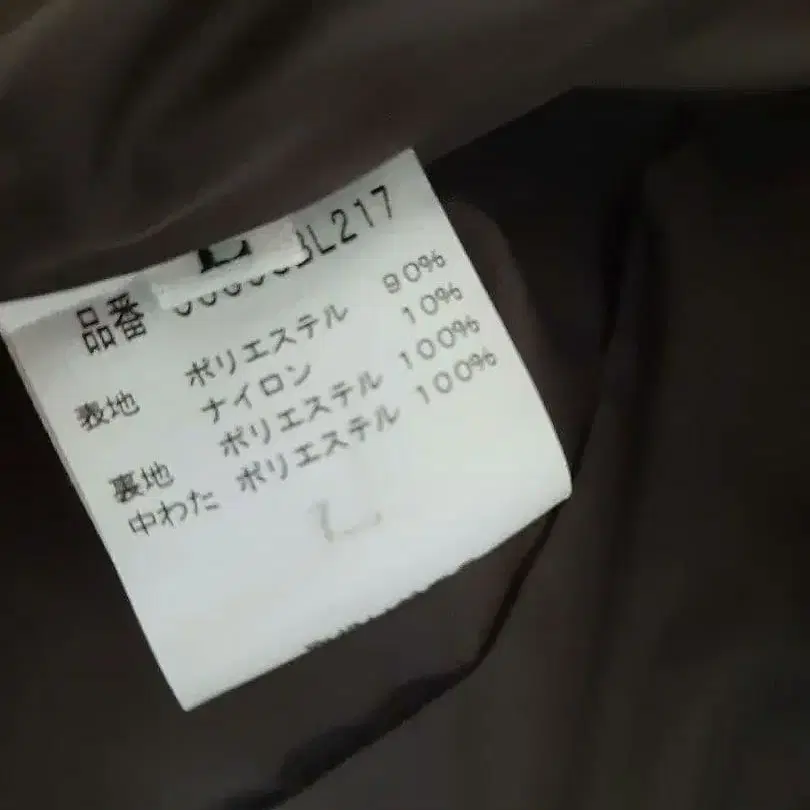 L
品番 BL217
表地 ポリエステル 90%
ナイロン 10%
裏地 ポリエステル 100%
中わた ポリエステル 100%
L